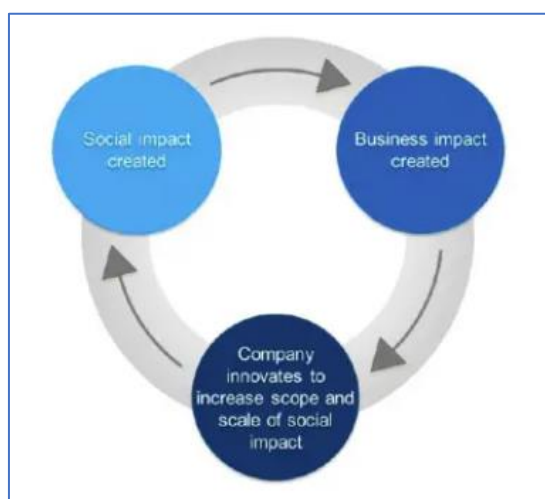 Social impact
created
Business impact
created
Company
innovates to
increase scope and
scale of social
impact